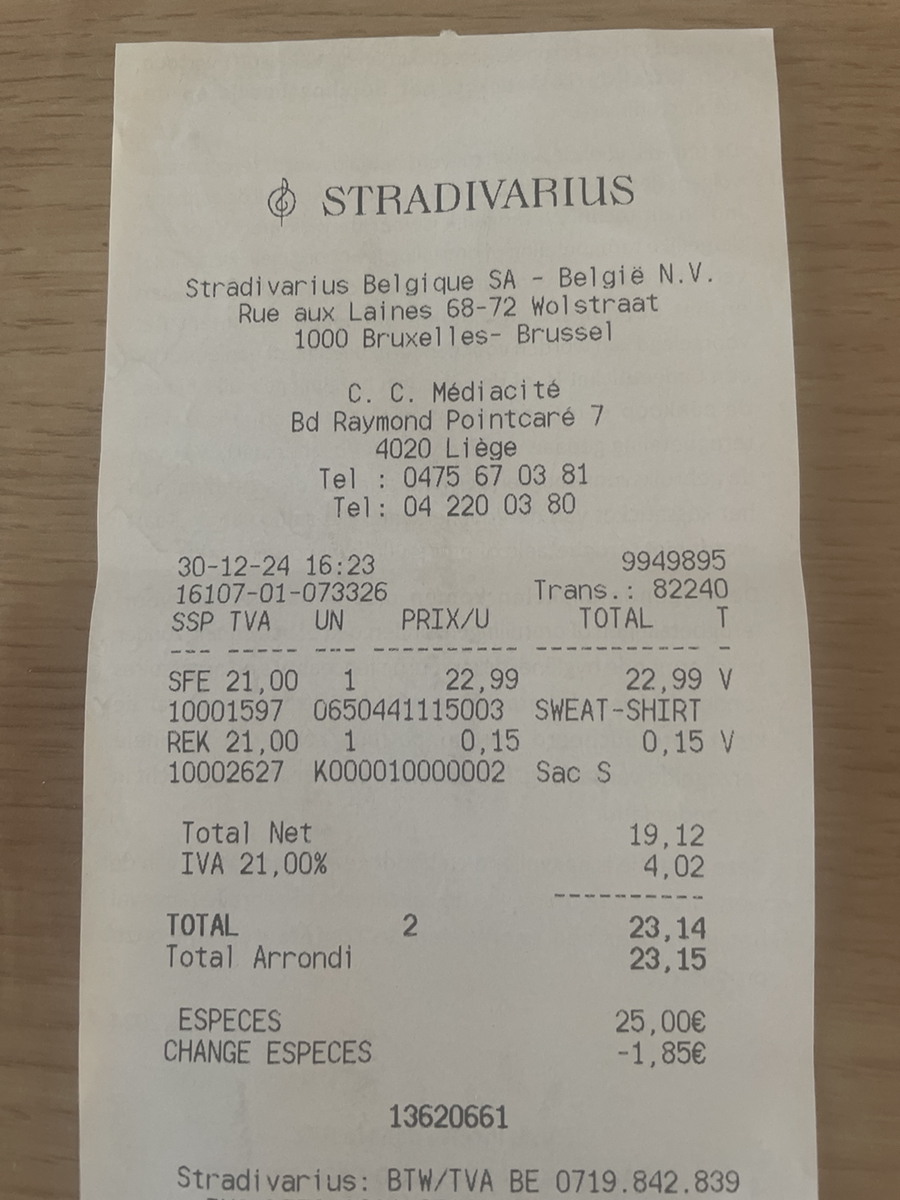 STRADIVARIUS
Stradivarius Belgique SA - België N.V.
Rue aux Laines 68-72 Wolstraat
1000 Bruxelles- Brussel
C. C. Médiacité
Bd Raymond Pointcaré 7
4020 Liège
Tel : 0475 67 03 81
Tel: 04 220 03 80
30-12-24 16:23 9949895
16107-01-073326 Trans.: 82240
SSP TVA UN PRIX/U TOTAL T
--- ----- --- ---------- ----------- -
SFE 21,00 1 22,99 22,99 V
10001597 0650441115003 SWEAT-SHIRT
REK 21,00 1 0,15 0,15 V
10002627 K000010000002 Sac S
Total Net 19,12
IVA 21,00% 4,02
----------
TOTAL 2 23,14
Total Arrondi 23,15
ESPECES 25,00€
CHANGE ESPECES -1,85€
13620661
Stradivarius: BTW/TVA BE 0719.842.839